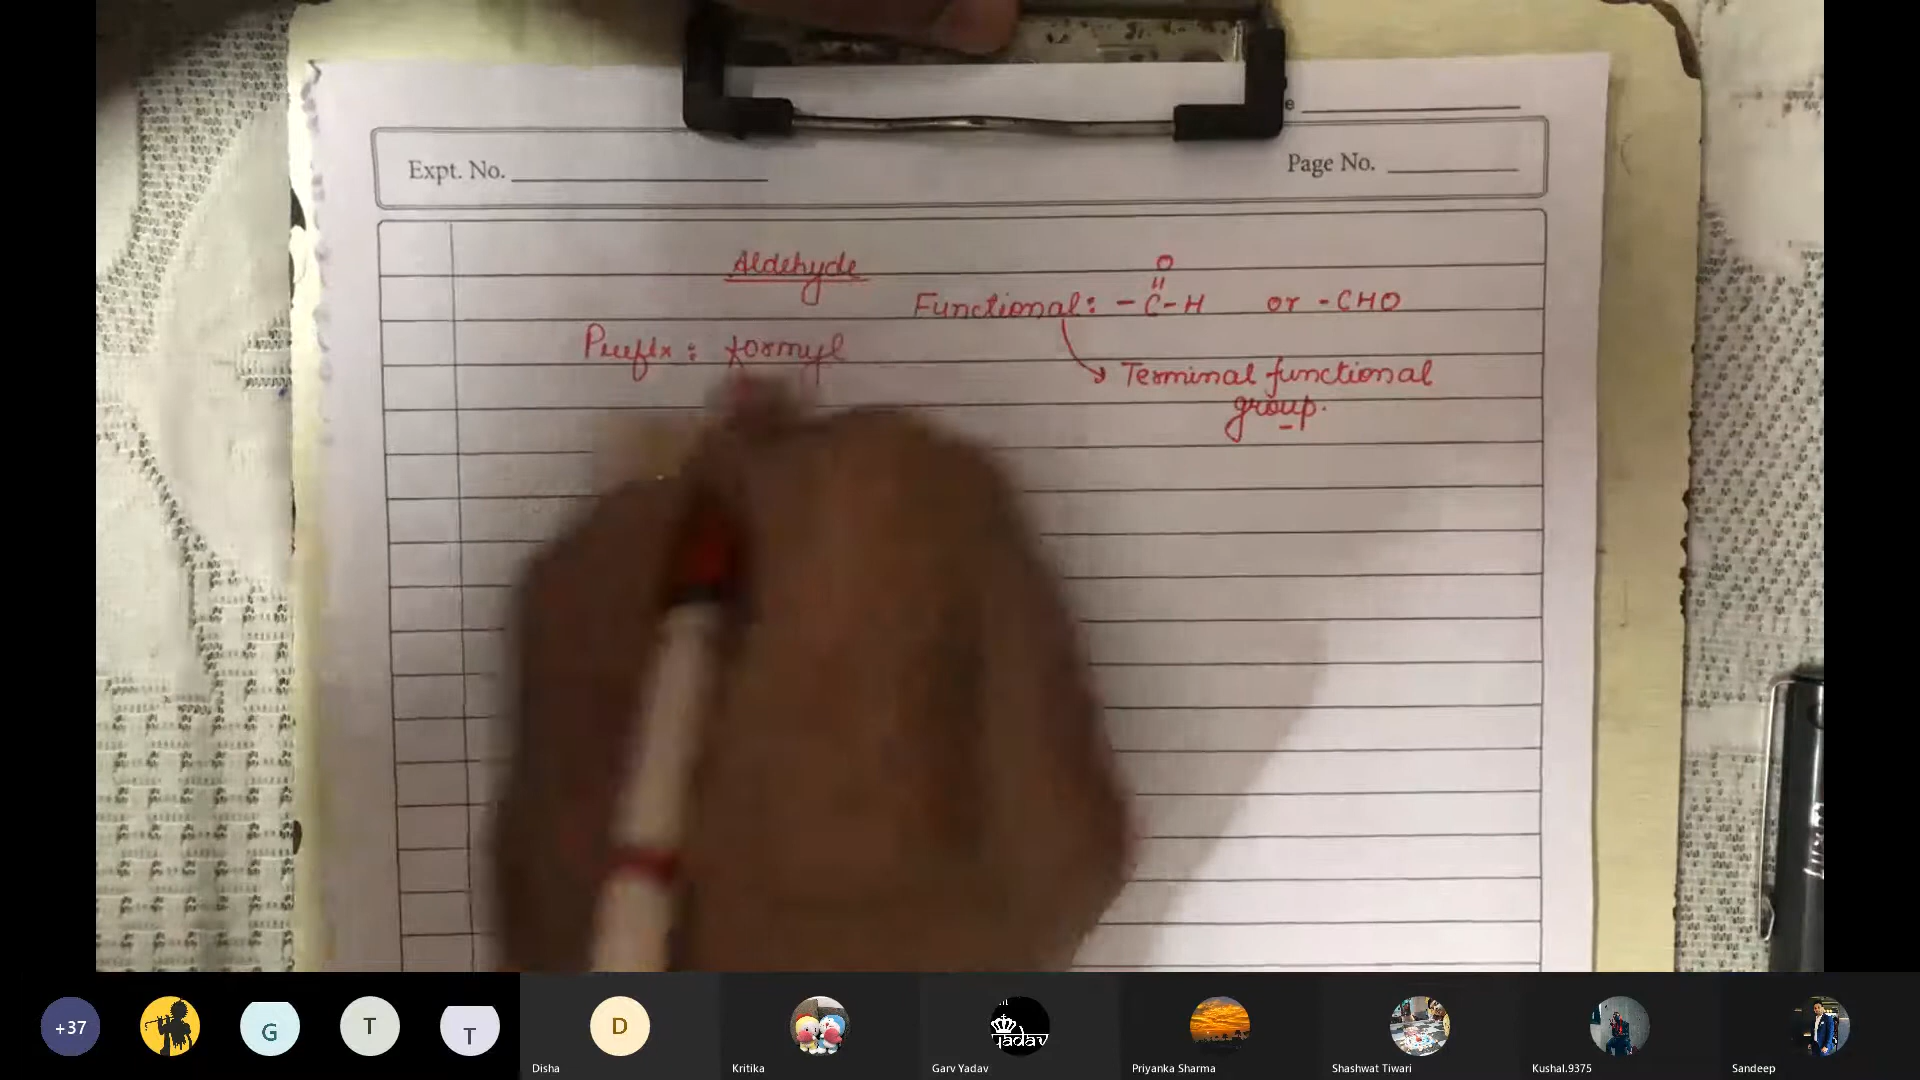 e
Expt. No.
Page No.
Aldehyde
O
||
Functional: -C-H or -CHO
Prefix: formyl
Terminal functional
group.
+37
G
T
T
D
Yadav
Disha
Kritika
Garv Yadav
Priyanka Sharma
Shashwat Tiwari
Kushal.9375
Sandeep